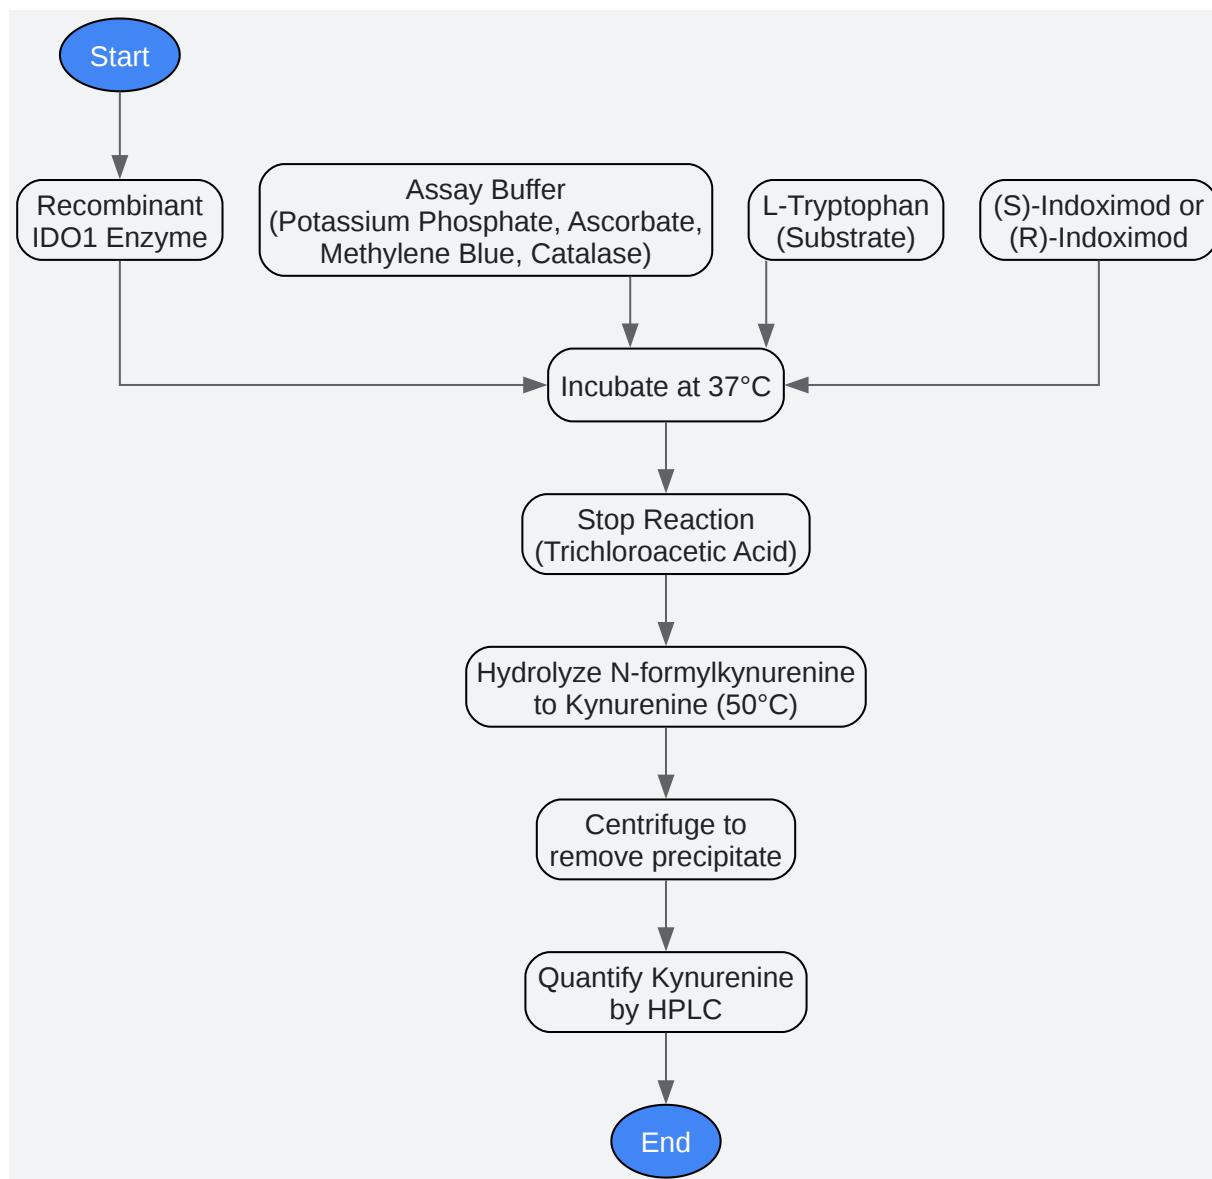 Start
Recombinant
IDO1 Enzyme
Assay Buffer
(Potassium Phosphate, Ascorbate,
Methylene Blue, Catalase)
L-Tryptophan
(Substrate)
(S)-Indoximod or
(R)-Indoximod
Incubate at 37°C
Stop Reaction
(Trichloroacetic Acid)
Hydrolyze N-formylkynurenine
to Kynurenine (50°C)
Centrifuge to
remove precipitate
Quantify Kynurenine
by HPLC
End